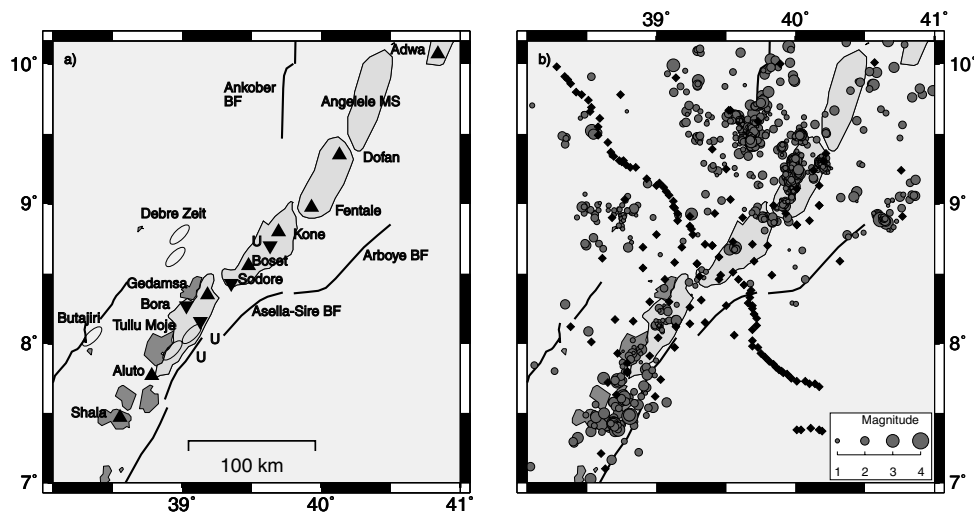 39° 40° 41°
a) Adwa b)
10° 10°
Ankober
BF
Angelele MS
Dofan
9° Fentale 9°
Debre Zeit
U Kone
Boset Arboye BF
Gedamsa Sodore
Bora Asella-Sire BF
Butajiri
Tullu Moje
8° U 8°
U
Aluto
Shala
Magnitude
100 km
1 2 3 4
7° 7°
39° 40° 41°